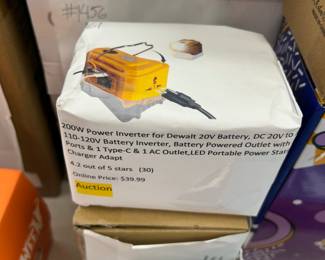 #1456
200W Power Inverter for Dewalt 20V Battery, DC 20V to
110-120V Battery Inverter, Battery Powered Outlet with
Ports & 1 Type-C & 1 AC Outlet,LED Portable Power Stat
Charger Adapt
4.2 out of 5 stars (30)
Online Price: $39.99
Auction